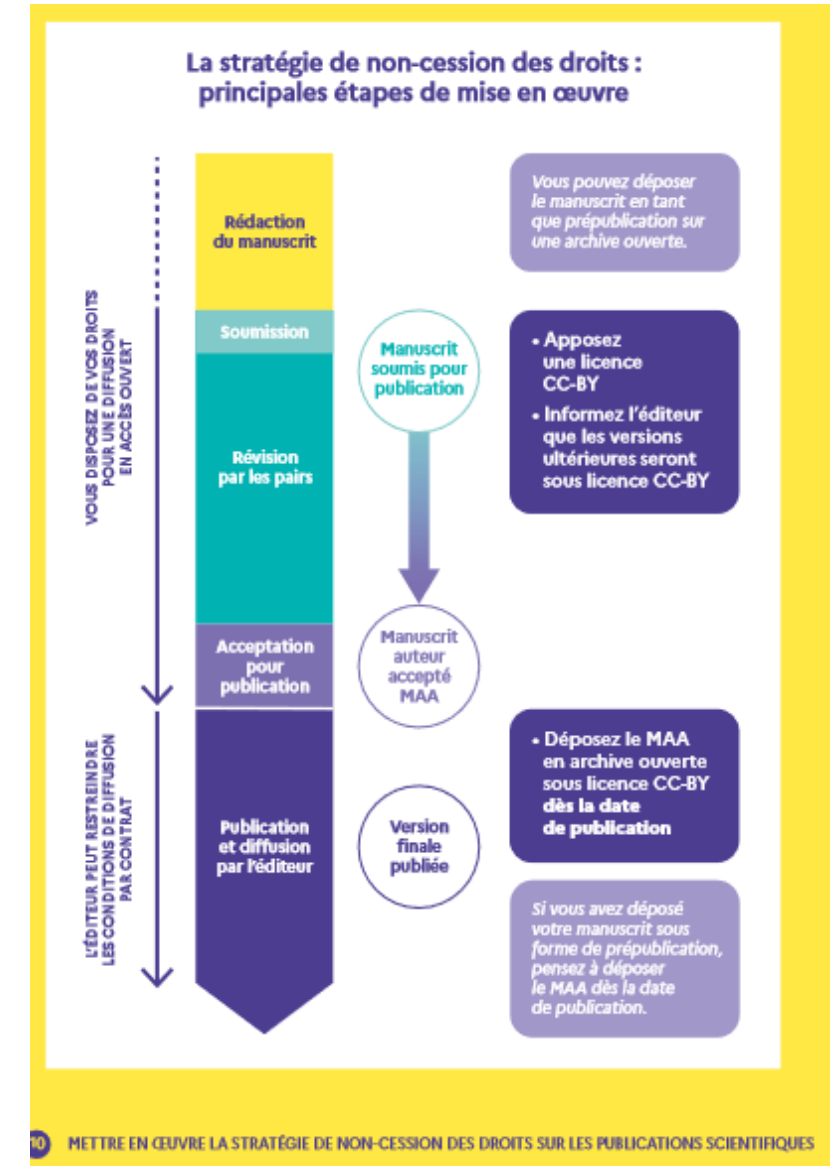 La stratégie de non-cession des droits :
principales étapes de mise en œuvre
VOUS DISPOSEZ DE VOS DROITS
POUR UNE DIFFUSION
EN ACCÈS OUVERT
Rédaction
du manuscrit
Vous pouvez déposer
le manuscrit en tant
que prépublication sur
une archive ouverte.
Soumission
Manuscrit
soumis pour
publication
• Apposez
une licence
CC-BY
• Informez l'éditeur
que les versions
ultérieures seront
sous licence CC-BY
Révision
par les pairs
Acceptation
pour
publication
Manuscrit
auteur
accepté
MAA
L'ÉDITEUR PEUT RESTREINDRE
LES CONDITIONS DE DIFFUSION
PAR CONTRAT
Publication
et diffusion
par l'éditeur
Version
finale
publiée
• Déposez le MAA
en archive ouverte
sous licence CC-BY
dès la date
de publication
Si vous avez déposé
votre manuscrit sous
forme de prépublication,
pensez à déposer
le MAA dès la date
de publication.
10 METTRE EN ŒUVRE LA STRATÉGIE DE NON-CESSION DES DROITS SUR LES PUBLICATIONS SCIENTIFIQUES